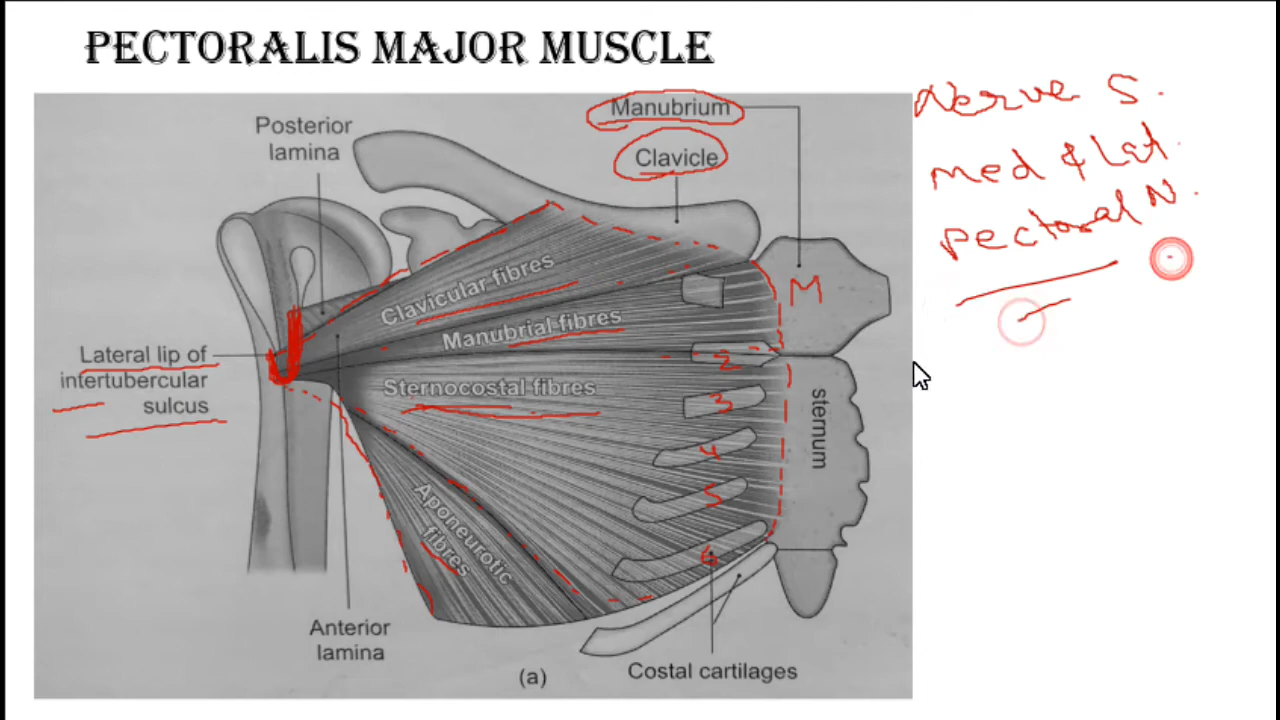 PECTORALIS MAJOR MUSCLE
Posterior
lamina
Manubrium
Clavicle
Nerve S.
med & Lat.
pectoral N.
Clavicular fibres
Manubrial fibres
Sternocostal fibres
Aponeurotic
fibres
M
2
3
4
5
6
sternum
Lateral lip of
intertubercular
sulcus
Anterior
lamina
Costal cartilages
(a)